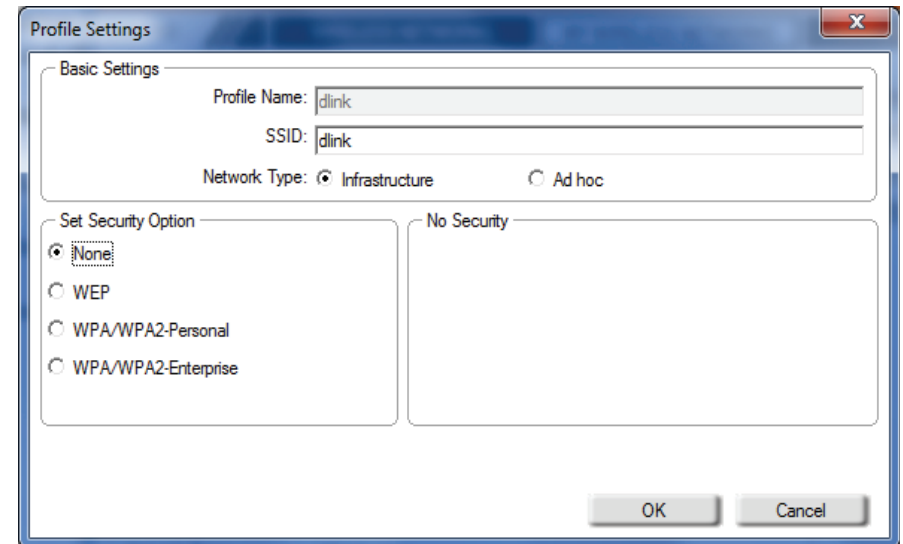 Profile Settings
Basic Settings
Profile Name: dlink
SSID: dlink
Network Type: Infrastructure Ad hoc
Set Security Option
None
WEP
WPA/WPA2-Personal
WPA/WPA2-Enterprise
No Security
OK Cancel